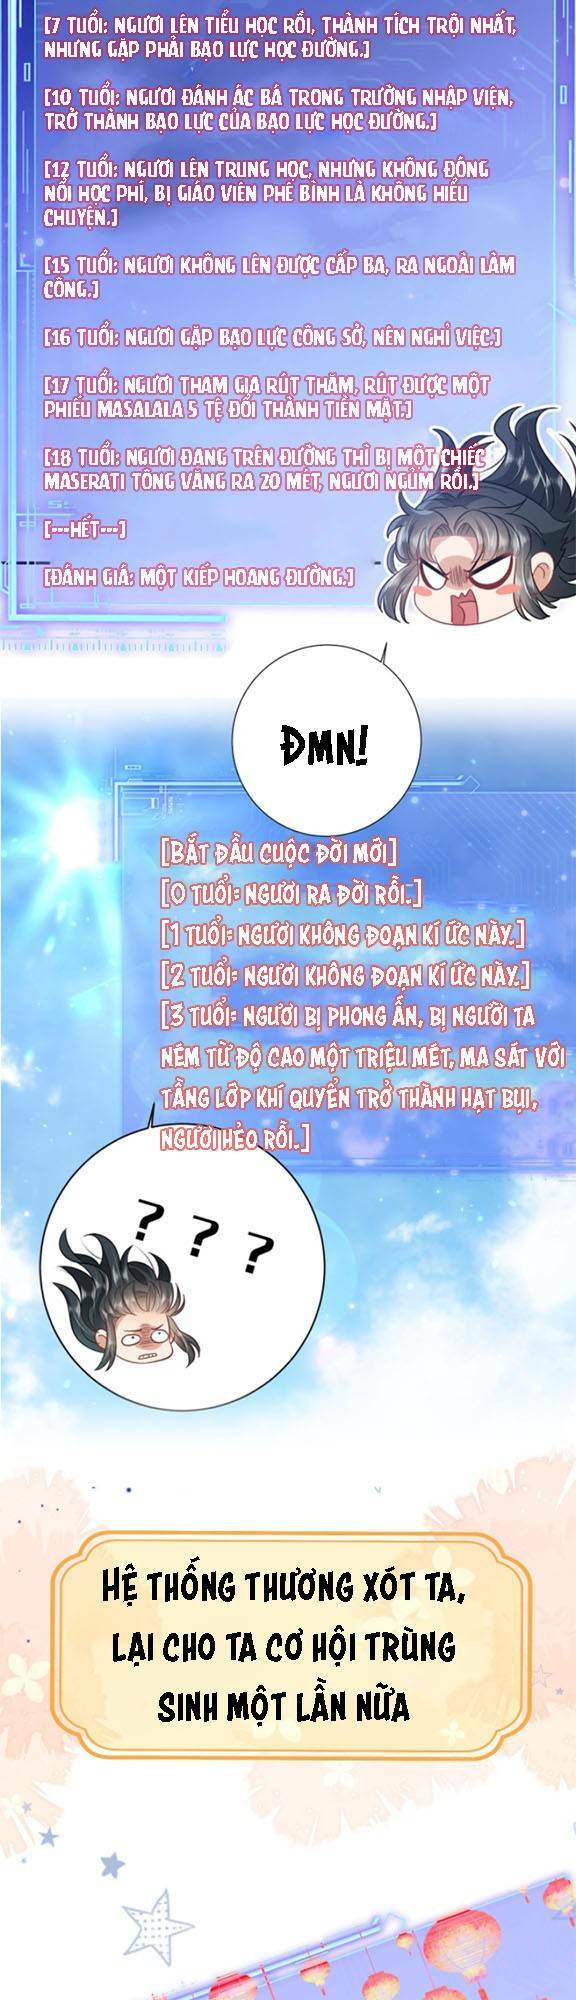 [7 TUỔI: NGƯƠI LÊN TIỂU HỌC RỒI, THÀNH TÍCH TRỘI NHẤT,
NHƯNG GẶP PHẢI BẠO LỰC HỌC ĐƯỜNG.]
[10 TUỔI: NGƯƠI ĐÁNH ÁC BÁ TRONG TRƯỜNG NHẬP VIỆN,
TRỞ THÀNH BẠO LỰC CỦA BẠO LỰC HỌC ĐƯỜNG.]
[12 TUỔI: NGƯƠI LÊN TRUNG HỌC, NHƯNG KHÔNG ĐÓNG
NỔI HỌC PHÍ, BỊ GIÁO VIÊN PHÊ BÌNH LÀ KHÔNG HIỂU
CHUYỆN.]
[15 TUỔI: NGƯƠI KHÔNG LÊN ĐƯỢC CẤP BA, RA NGOÀI LÀM
CÔNG.]
[16 TUỔI: NGƯƠI GẶP BẠO LỰC CÔNG SỞ, NÊN NGHỈ VIỆC.]
[17 TUỔI: NGƯƠI THAM GIA RÚT THĂM, RÚT ĐƯỢC MỘT
PHIẾU MASALALA 5 TỆ ĐỔI THÀNH TIỀN MẶT.]
[18 TUỔI: NGƯƠI ĐANG TRÊN ĐƯỜNG THÌ BỊ MỘT CHIẾC
MASERATI TÔNG VĂNG RA 20 MÉT, NGƯƠI NGỦM RỒI.]
[---HẾT---]
[ĐÁNH GIÁ: MỘT KIẾP HOANG ĐƯỜNG.]
ĐMN!
[BẮT ĐẦU CUỘC ĐỜI MỚI]
[0 TUỔI: NGƯƠI RA ĐỜI RỒI.]
[1 TUỔI: NGƯƠI KHÔNG ĐOẠN KÍ ỨC NÀY.]
[2 TUỔI: NGƯƠI KHÔNG ĐOẠN KÍ ỨC NÀY.]
[3 TUỔI: NGƯƠI BỊ PHONG ẤN, BỊ NGƯỜI TA
NÉM TỪ ĐỘ CAO MỘT TRIỆU MÉT, MA SÁT VỚI
TẦNG LỚP KHÍ QUYỂN TRỞ THÀNH HẠT BỤI,
NGƯƠI HẺO RỒI.]
? ? ?
HỆ THỐNG THƯƠNG XÓT TA,
LẠI CHO TA CƠ HỘI TRÙNG
SINH MỘT LẦN NỮA